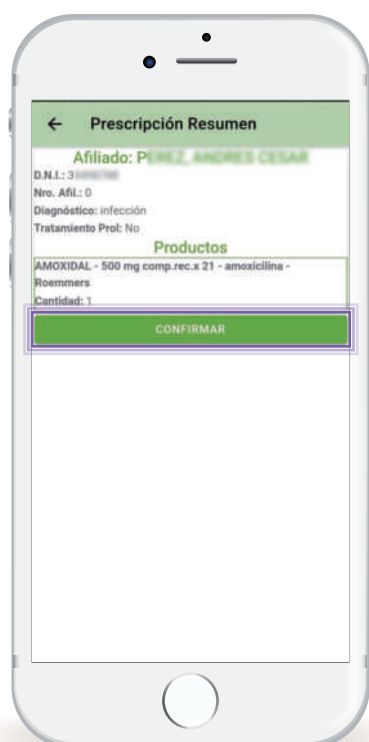 Prescripción Resumen
Afiliado: P
D.N.I.: 3
Nro. Afil.: 0
Diagnóstico: infección
Tratamiento Prol: No
Productos
AMOXIDAL - 500 mg comp.rec.x 21 - amoxicilina -
Roemmers
Cantidad: 1
CONFIRMAR